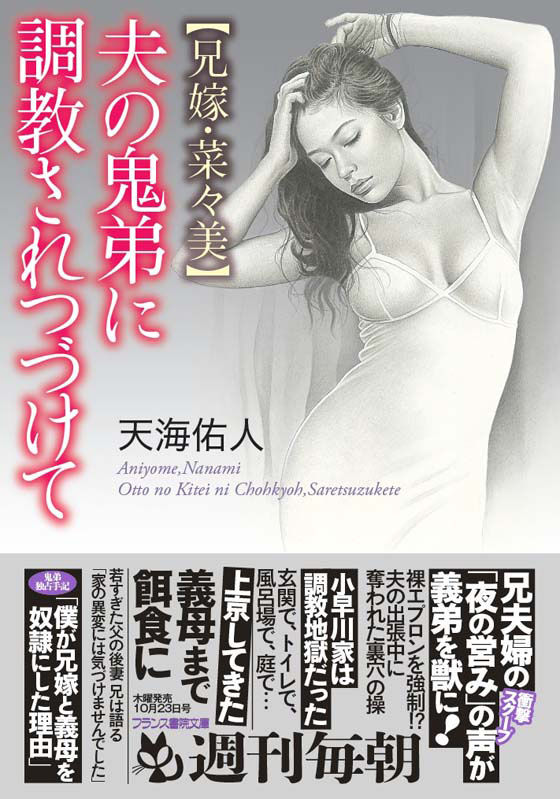 【兄嫁・菜々美】
夫の鬼弟に
調教されつづけて
天海佑人
Aniyome,Nanami
Otto no Kitei ni Chohkyoh,Saretsuzukete
兄夫婦の
「夜の営み」の声が
義弟を獣に!
衝撃
スクープ
裸エプロンを強制!?
夫の出張中に
奪われた裏穴の操
小早川家は
調教地獄だった
玄関で、トイレで、
風呂場で、庭で…
上京してきた
義母まで
餌食に
木曜発売
10月23日号
フランス書院文庫
週刊毎朝
若すぎた父の後妻 兄は語る
「家の異変には気づけませんでした」
鬼弟
独占手記
「僕が兄嫁と義母を
奴隷にした理由」